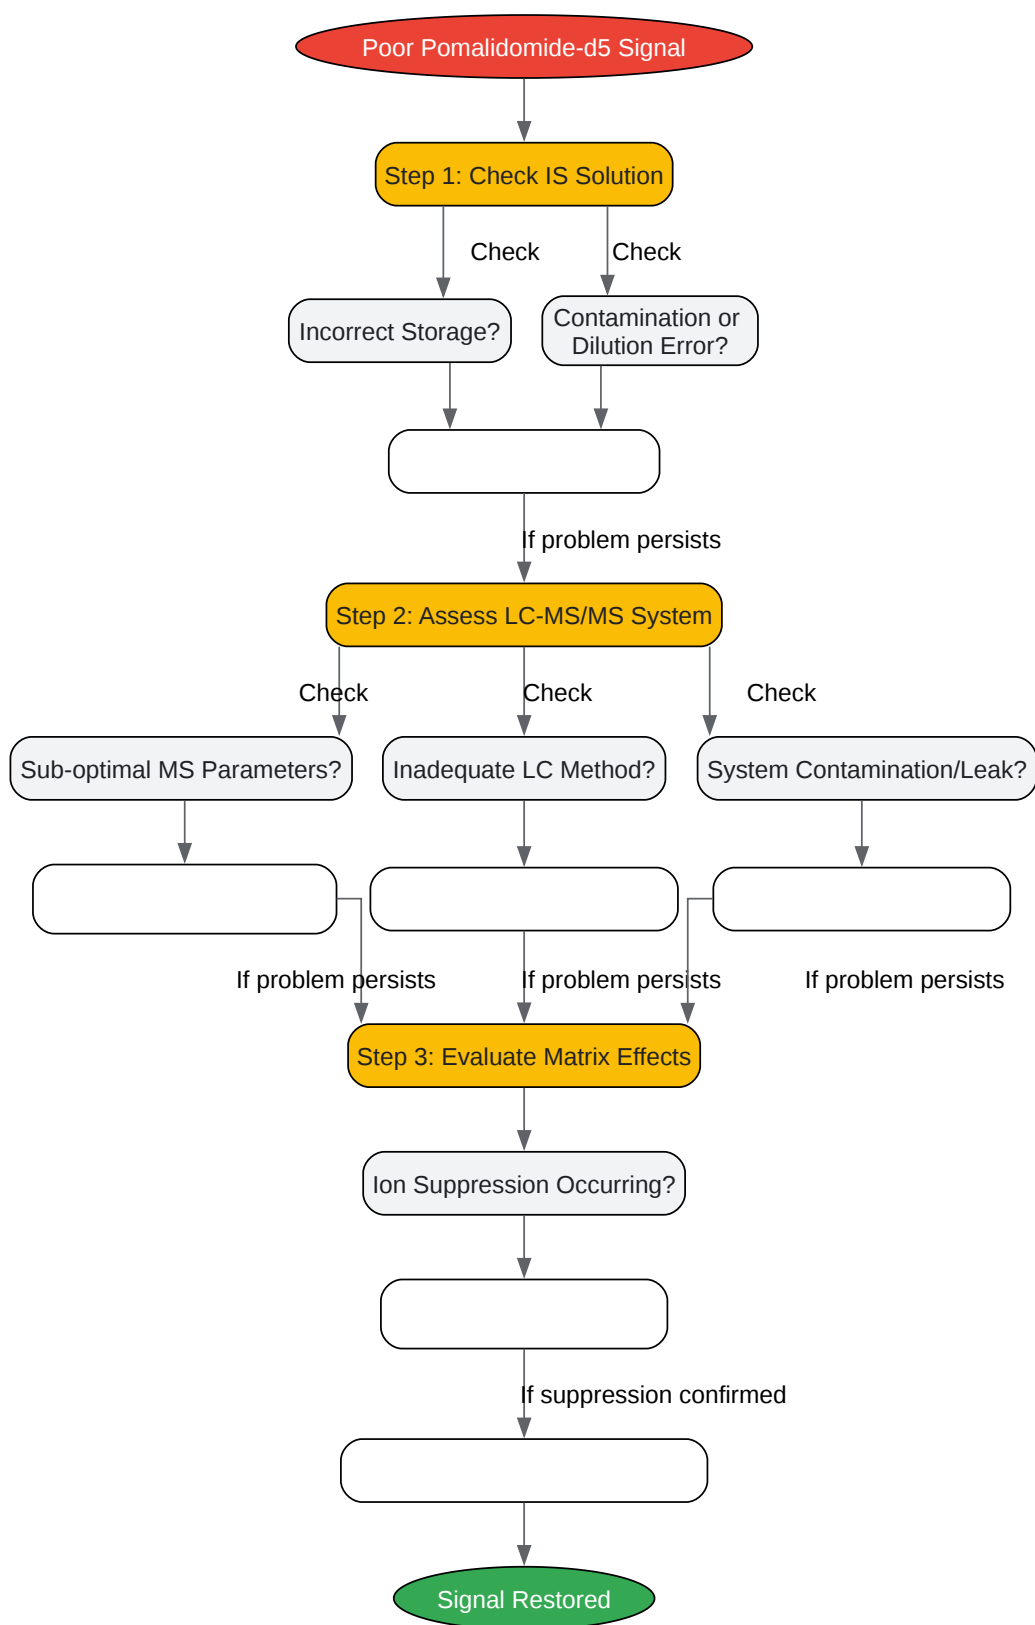 Poor Pomalidomide-d5 Signal
Step 1: Check IS Solution
Check
Check
Incorrect Storage?
Contamination or
Dilution Error?
If problem persists
Step 2: Assess LC-MS/MS System
Check
Check
Check
Sub-optimal MS Parameters?
Inadequate LC Method?
System Contamination/Leak?
If problem persists
If problem persists
If problem persists
Step 3: Evaluate Matrix Effects
Ion Suppression Occurring?
If suppression confirmed
Signal Restored